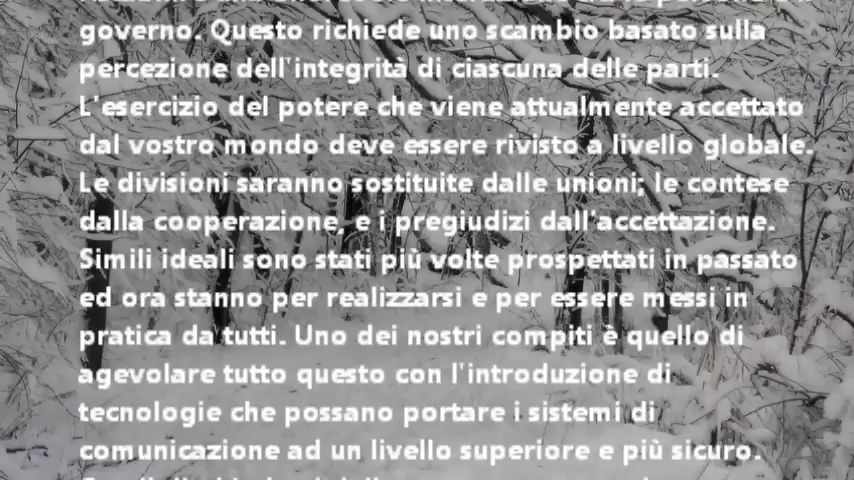 governo. Questo richiede uno scambio basato sulla
percezione dell'integrità di ciascuna delle parti.
L'esercizio del potere che viene attualmente accettato
dal vostro mondo deve essere rivisto a livello globale.
Le divisioni saranno sostituite dalle unioni; le contese
dalla cooperazione, e i pregiudizi dall'accettazione.
Simili ideali sono stati più volte prospettati in passato
ed ora stanno per realizzarsi e per essere messi in
pratica da tutti. Uno dei nostri compiti è quello di
agevolare tutto questo con l'introduzione di
tecnologie che possano portare i sistemi di
comunicazione ad un livello superiore e più sicuro.